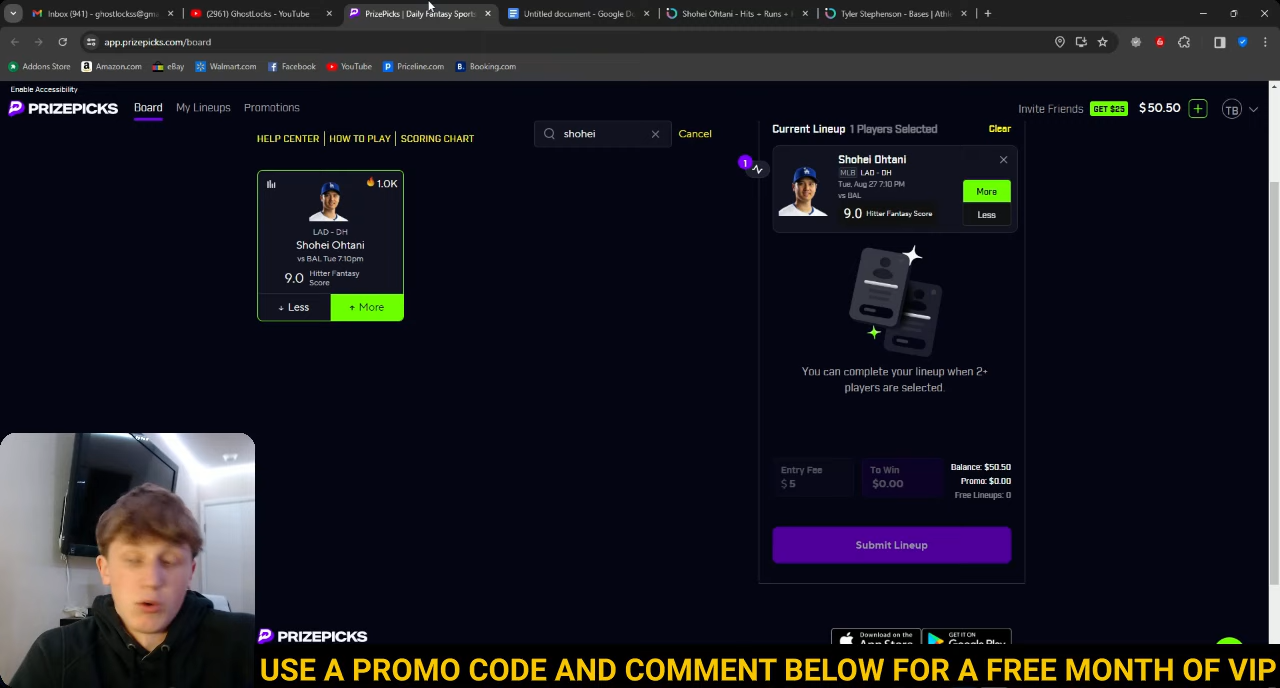 Inbox (941) - ghostlockss@gma
(2961) GhostLocks - YouTube
PrizePicks | Daily Fantasy Sports
Untitled document - Google Do
Shohei Ohtani - Hits + Runs +
Tyler Stephenson - Bases | Athl
app.prizepicks.com/board
6
Addons Store
Amazon.com
eBay
Walmart.com
Facebook
YouTube
Priceline.com
Booking.com
Enable Accessibility
PRIZEPICKS
Board
My Lineups
Promotions
Invite Friends
GET $25
$50.50
TB
HELP CENTER
HOW TO PLAY
SCORING CHART
shohei
Cancel
Current Lineup 1 Players Selected
Clear
1.0K
LAD - DH
Shohei Ohtani
vs BAL Tue 7:10pm
9.0 Hitter Fantasy
Score
↓ Less
↑ More
1
Shohei Ohtani
MLB LAD - DH
Tue, Aug 27 7:10 PM
vs BAL
9.0 Hitter Fantasy Score
More
Less
You can complete your lineup when 2+
players are selected.
Entry Fee
$ 5
To Win
$0.00
Balance: $50.50
Promo: $0.00
Free Lineups: 0
Submit Lineup
PRIZEPICKS
Download on the
App Store
GET IT ON
Google Play
USE A PROMO CODE AND COMMENT BELOW FOR A FREE MONTH OF VIP